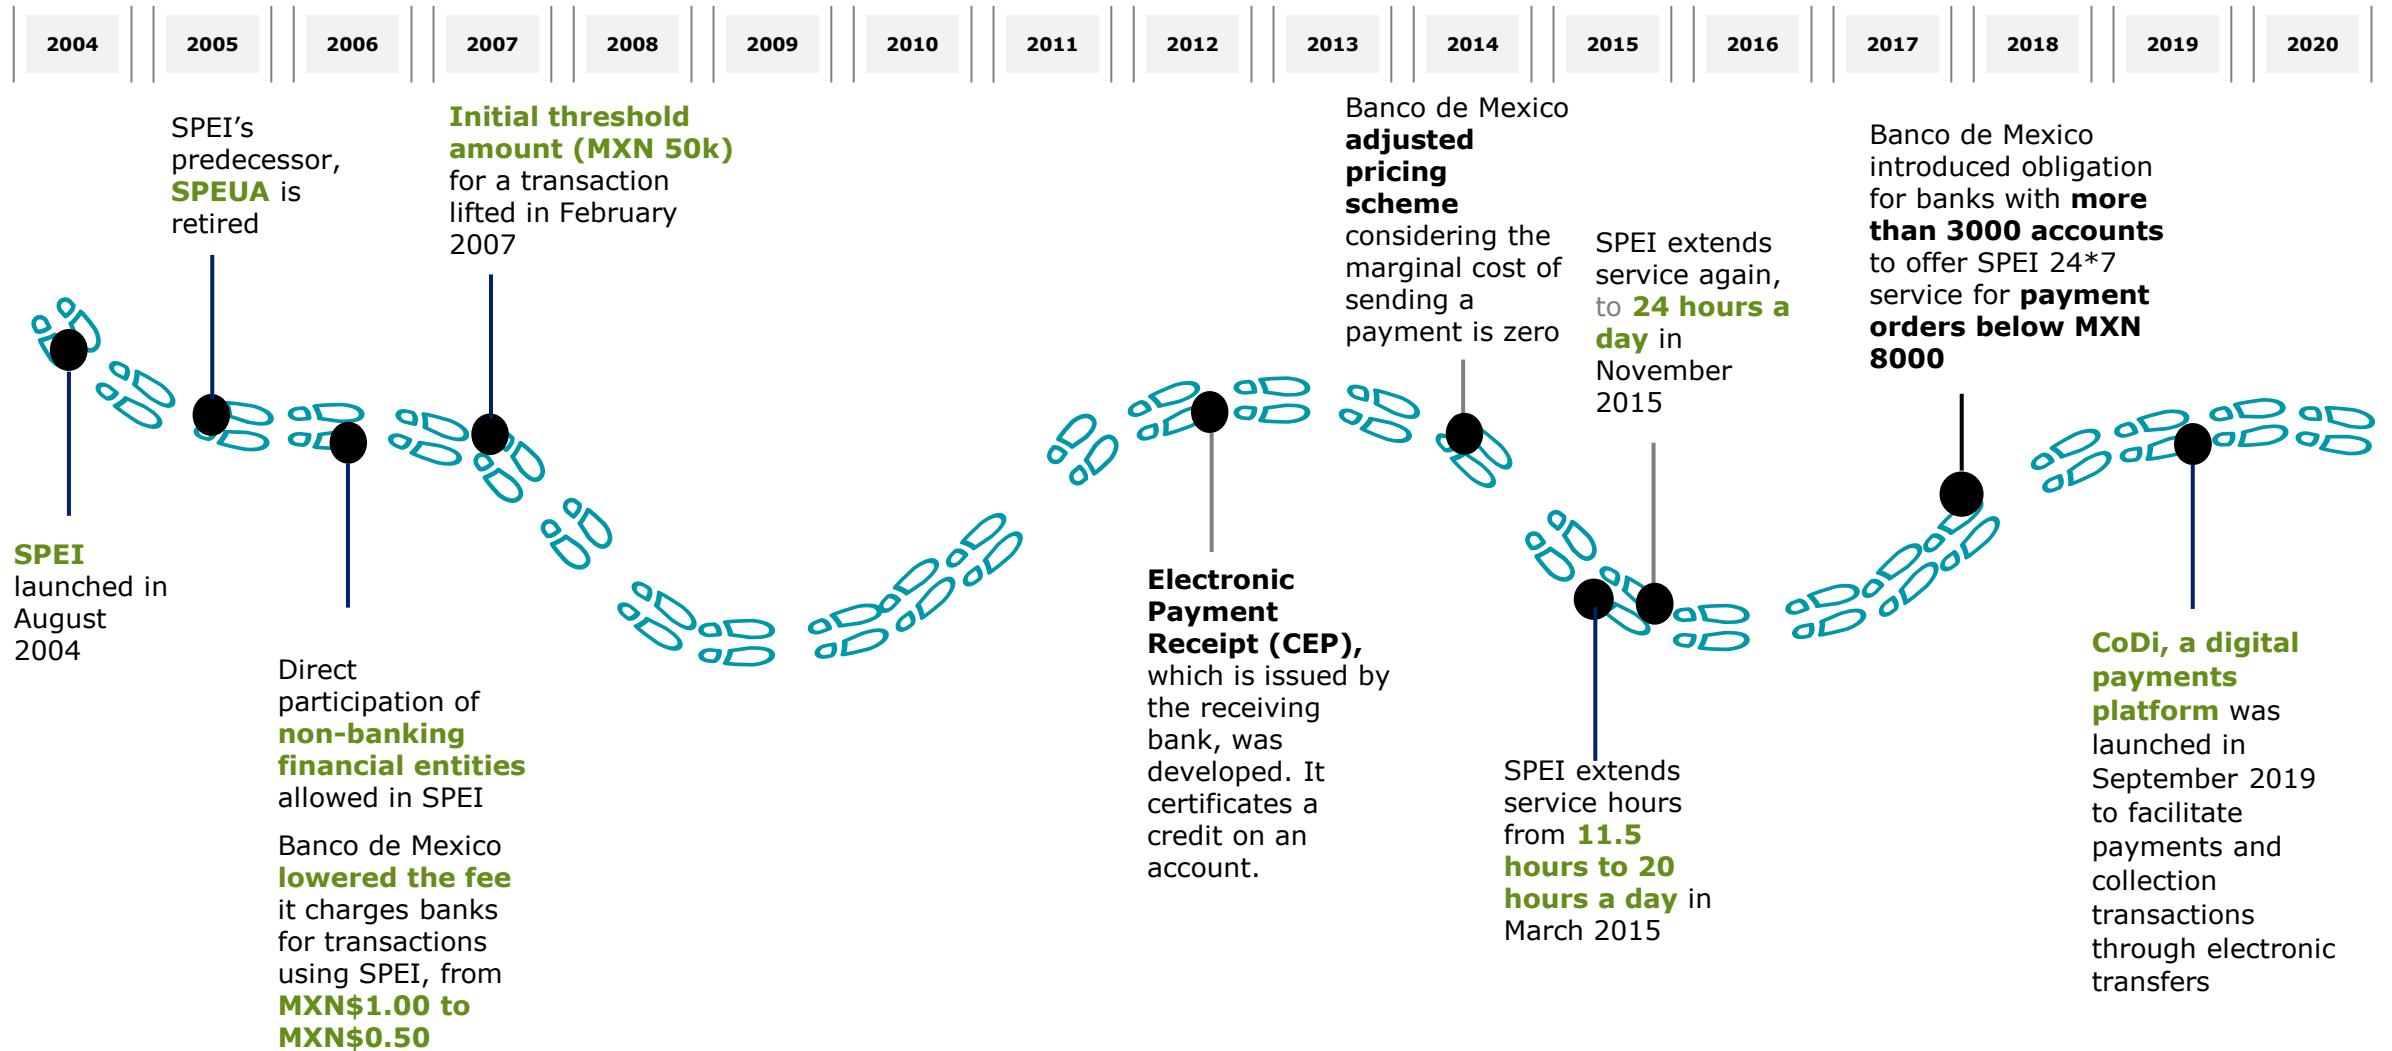 2004
2005
2006
2007
2008
2009
2010
2011
2012
2013
2014
2015
2016
2017
2018
2019
2020
SPEI
launched in
August
2004
SPEI’s
predecessor,
SPEUA is
retired
Direct
participation of
non-banking
financial entities
allowed in SPEI
Banco de Mexico
lowered the fee
it charges banks
for transactions
using SPEI, from
MXN$1.00 to
MXN$0.50
Initial threshold
amount (MXN 50k)
for a transaction
lifted in February
2007
Electronic
Payment
Receipt (CEP),
which is issued by
the receiving
bank, was
developed. It
certificates a
credit on an
account.
Banco de Mexico
adjusted
pricing
scheme
considering the
marginal cost of
sending a
payment is zero
SPEI extends
service hours
from 11.5
hours to 20
hours a day in
March 2015
SPEI extends
service again,
to 24 hours a
day in
November
2015
Banco de Mexico
introduced obligation
for banks with more
than 3000 accounts
to offer SPEI 24*7
service for payment
orders below MXN
8000
CoDi, a digital
payments
platform was
launched in
September 2019
to facilitate
payments and
collection
transactions
through electronic
transfers